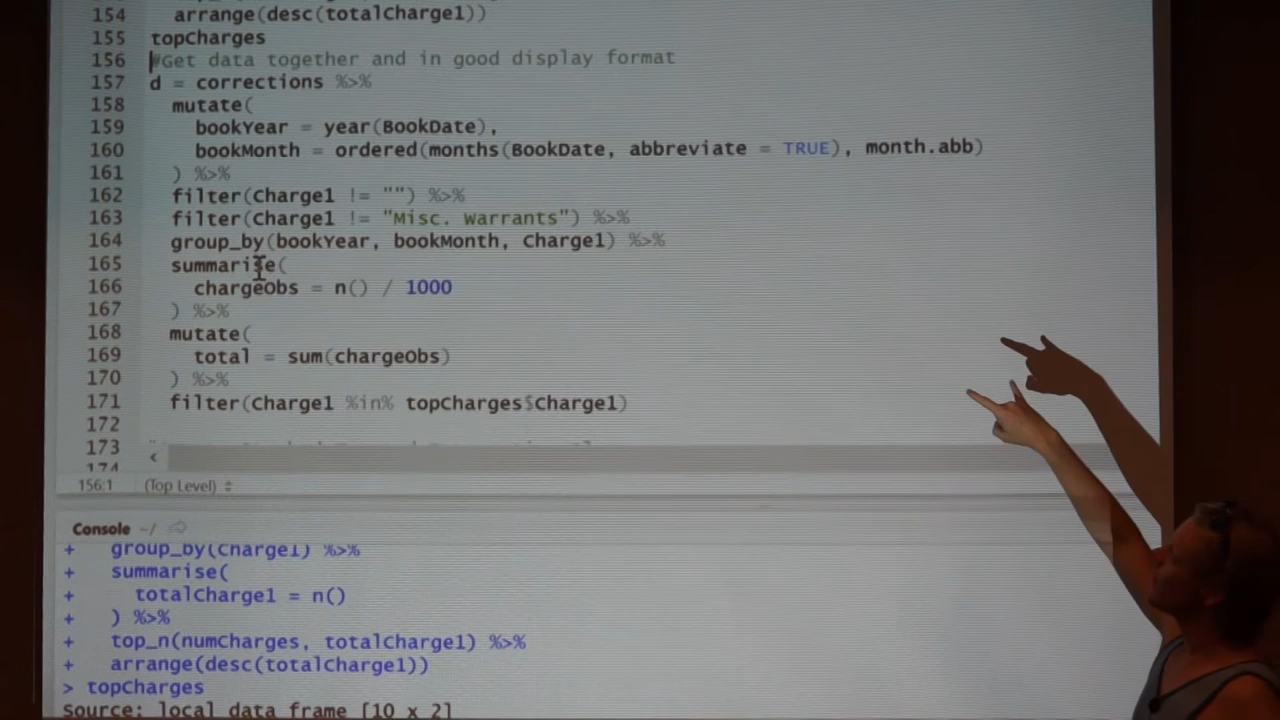 154 arrange(desc(totalCharge1))
155 topCharges
156 #Get data together and in good display format
157 d = corrections %>%
158 mutate(
159 bookYear = year(BookDate),
160 bookMonth = ordered(months(BookDate, abbreviate = TRUE), month.abb)
161 ) %>%
162 filter(Charge1 != "") %>%
163 filter(Charge1 != "Misc. Warrants") %>%
164 group_by(bookYear, bookMonth, Charge1) %>%
165 summarise(
166 chargeObs = n() / 1000
167 ) %>%
168 mutate(
169 total = sum(chargeObs)
170 ) %>%
171 filter(Charge1 %in% topCharges$Charge1)
172
173
174
156:1 (Top Level)
Console ~/
+ group_by(Charge1) %>%
+ summarise(
+ totalCharge1 = n()
+ ) %>%
+ top_n(numCharges, totalCharge1) %>%
+ arrange(desc(totalCharge1))
> topCharges
Source: local data frame [10 x 2]